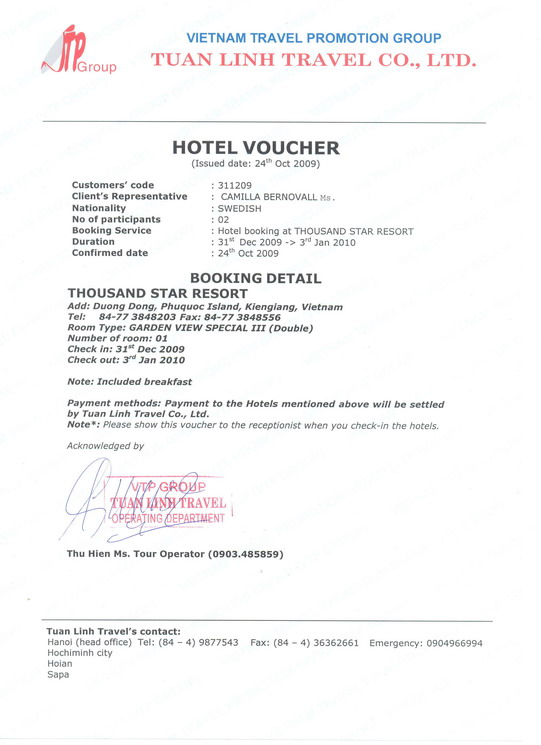 VTP
Group
VIETNAM TRAVEL PROMOTION GROUP
TUAN LINH TRAVEL CO., LTD.
HOTEL VOUCHER
(Issued date: 24th Oct 2009)
Customers' code : 311209
Client's Representative : CAMILLA BERNOVALL Ms.
Nationality : SWEDISH
No of participants : 02
Booking Service : Hotel booking at THOUSAND STAR RESORT
Duration : 31st Dec 2009 -> 3rd Jan 2010
Confirmed date : 24th Oct 2009
BOOKING DETAIL
THOUSAND STAR RESORT
Add: Duong Dong, Phuquoc Island, Kiengiang, Vietnam
Tel: 84-77 3848203 Fax: 84-77 3848556
Room Type: GARDEN VIEW SPECIAL III (Double)
Number of room: 01
Check in: 31st Dec 2009
Check out: 3rd Jan 2010
Note: Included breakfast
Payment methods: Payment to the Hotels mentioned above will be settled
by Tuan Linh Travel Co., Ltd.
Note*: Please show this voucher to the receptionist when you check-in the hotels.
Acknowledged by
VTP GROUP
TUAN LINH TRAVEL
OPERATING DEPARTMENT
Thu Hien Ms. Tour Operator (0903.485859)
Tuan Linh Travel's contact:
Hanoi (head office) Tel: (84 – 4) 9877543 Fax: (84 – 4) 36362661 Emergency: 0904966994
Hochiminh city
Hoian
Sapa